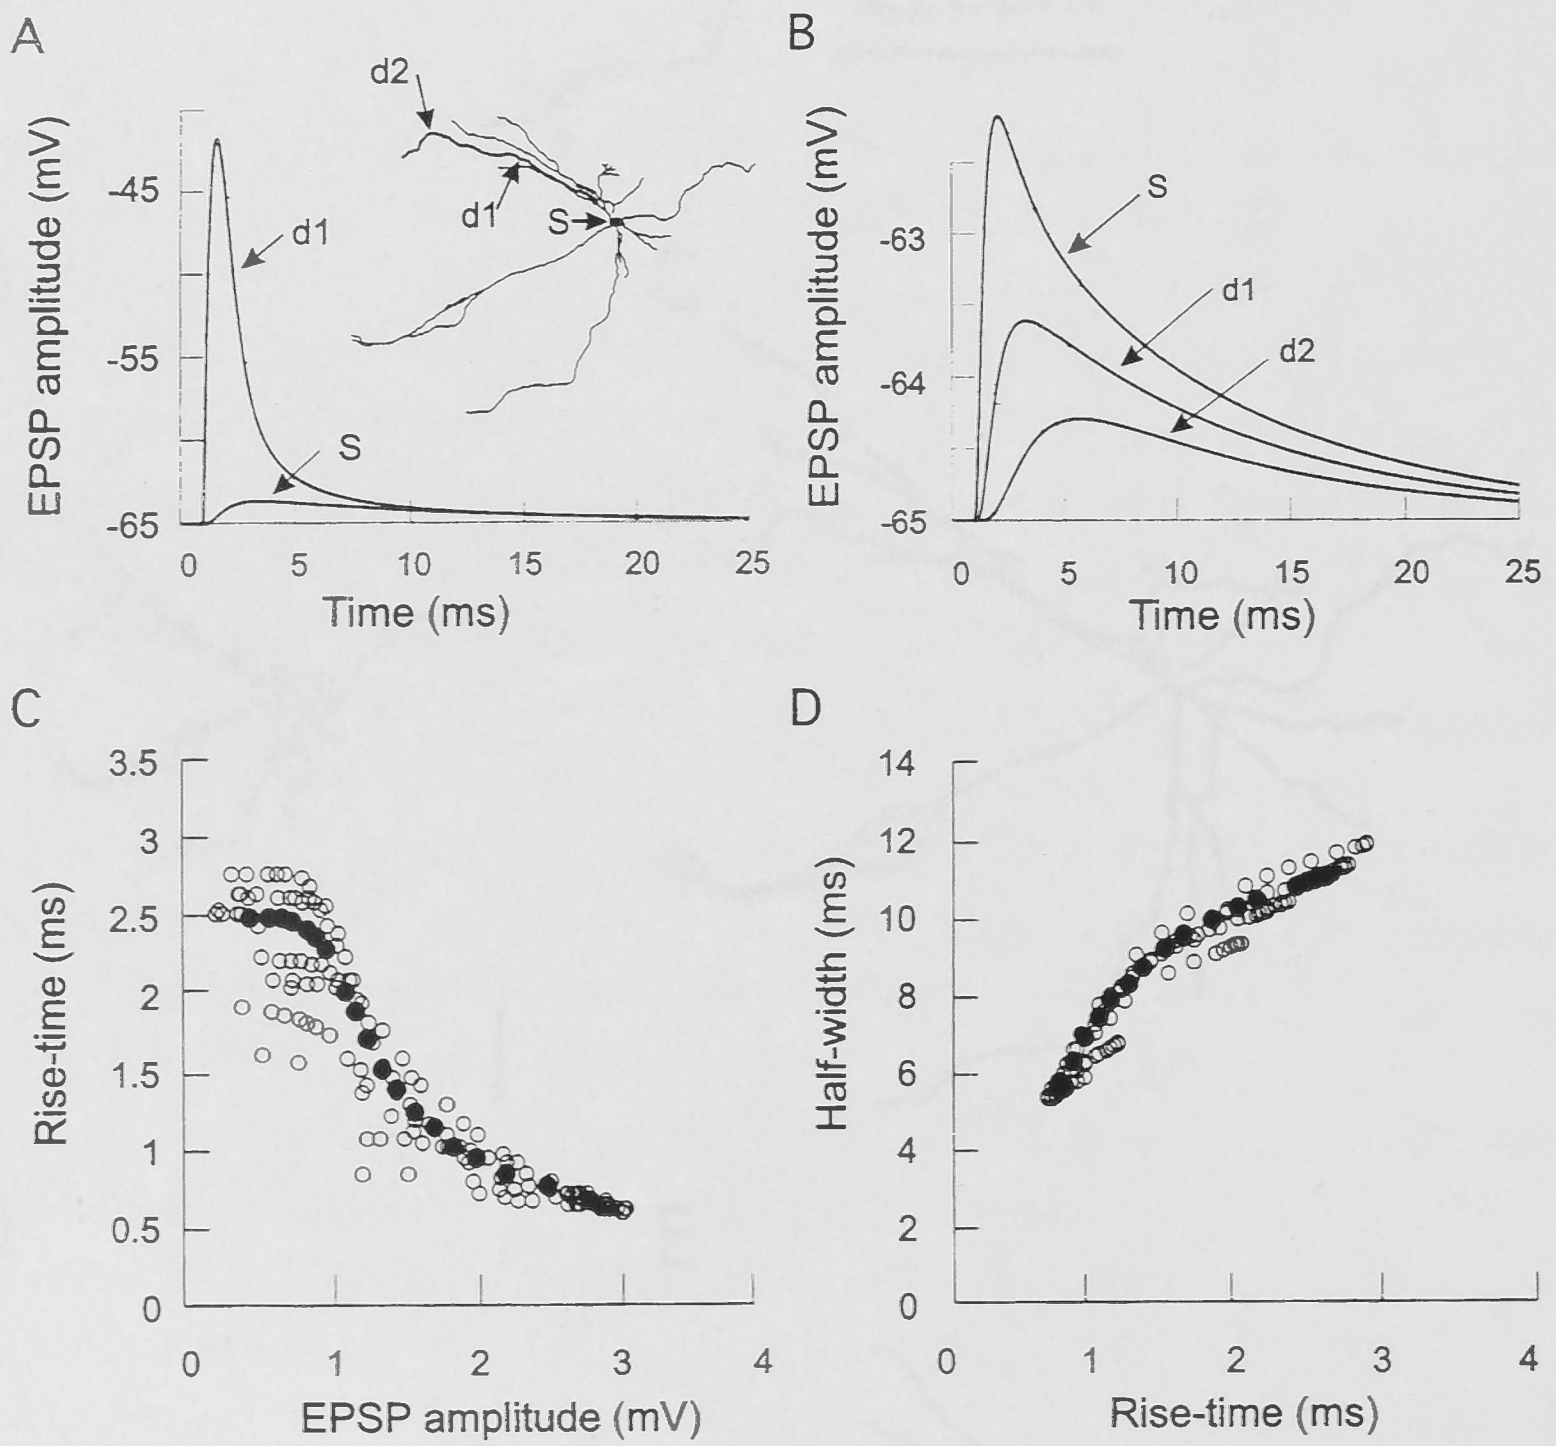 A
B
d2
d1
S
d1
S
EPSP amplitude (mV)
-45
-55
-65
0 5 10 15 20 25
Time (ms)
S
d1
d2
EPSP amplitude (mV)
-63
-64
-65
0 5 10 15 20 25
Time (ms)
C
D
Rise-time (ms)
3.5
3
2.5
2
1.5
1
0.5
0
0 1 2 3 4
EPSP amplitude (mV)
Half-width (ms)
14
12
10
8
6
4
2
0
0 1 2 3 4
Rise-time (ms)